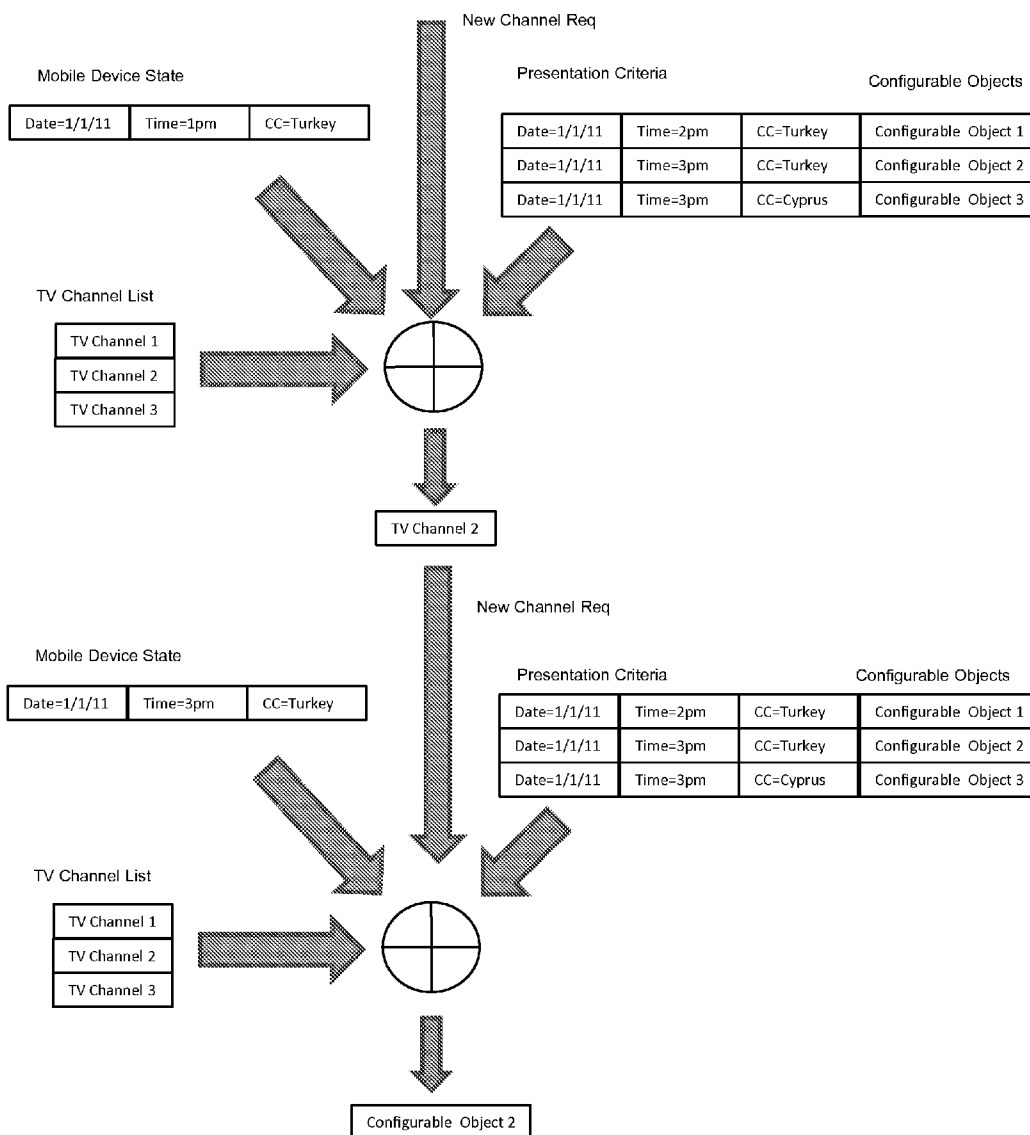 New Channel Req
Mobile Device State
Presentation Criteria
Configurable Objects
Date=1/1/11 Time=1pm CC=Turkey
Date=1/1/11 Time=2pm CC=Turkey Configurable Object 1
Date=1/1/11 Time=3pm CC=Turkey Configurable Object 2
Date=1/1/11 Time=3pm CC=Cyprus Configurable Object 3
TV Channel List
TV Channel 1
TV Channel 2
TV Channel 3
TV Channel 2
New Channel Req
Mobile Device State
Presentation Criteria
Configurable Objects
Date=1/1/11 Time=3pm CC=Turkey
Date=1/1/11 Time=2pm CC=Turkey Configurable Object 1
Date=1/1/11 Time=3pm CC=Turkey Configurable Object 2
Date=1/1/11 Time=3pm CC=Cyprus Configurable Object 3
TV Channel List
TV Channel 1
TV Channel 2
TV Channel 3
Configurable Object 2